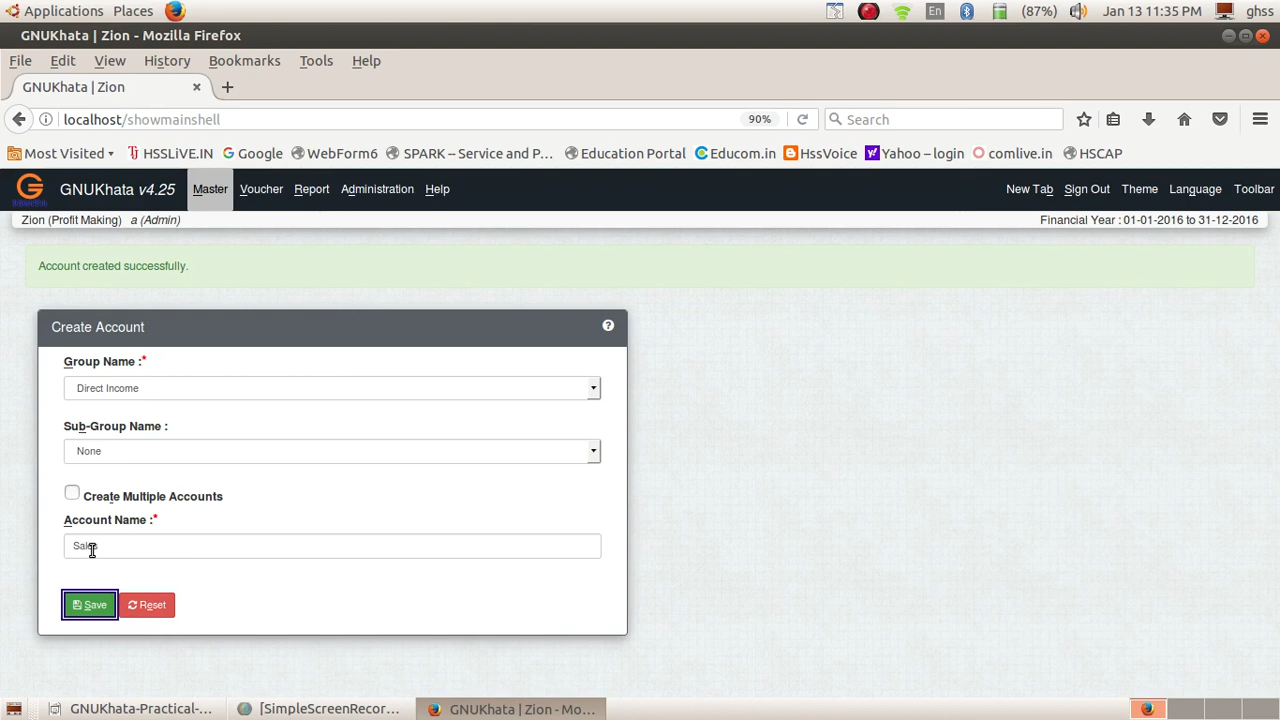 Applications Places En (87%) Jan 13 11:35 PM ghss
GNUKhata | Zion - Mozilla Firefox
File Edit View History Bookmarks Tools Help
GNUKhata | Zion × +
localhost/showmainshell 90% Search
Most Visited HSSLiVE.IN Google WebForm6 SPARK – Service and P... Education Portal Educom.in HssVoice Yahoo – login comlive.in HSCAP
GNUKhata v4.25 Master Voucher Report Administration Help New Tab Sign Out Theme Language Toolbar
Zion (Profit Making) a (Admin) Financial Year : 01-01-2016 to 31-12-2016
Account created successfully.
Create Account ?
Group Name :*
Direct Income
Sub-Group Name :
None
Create Multiple Accounts
Account Name :*
Sales
Save Reset
GNUKhata-Practical-... [SimpleScreenRecor... GNUKhata | Zion - Mo...